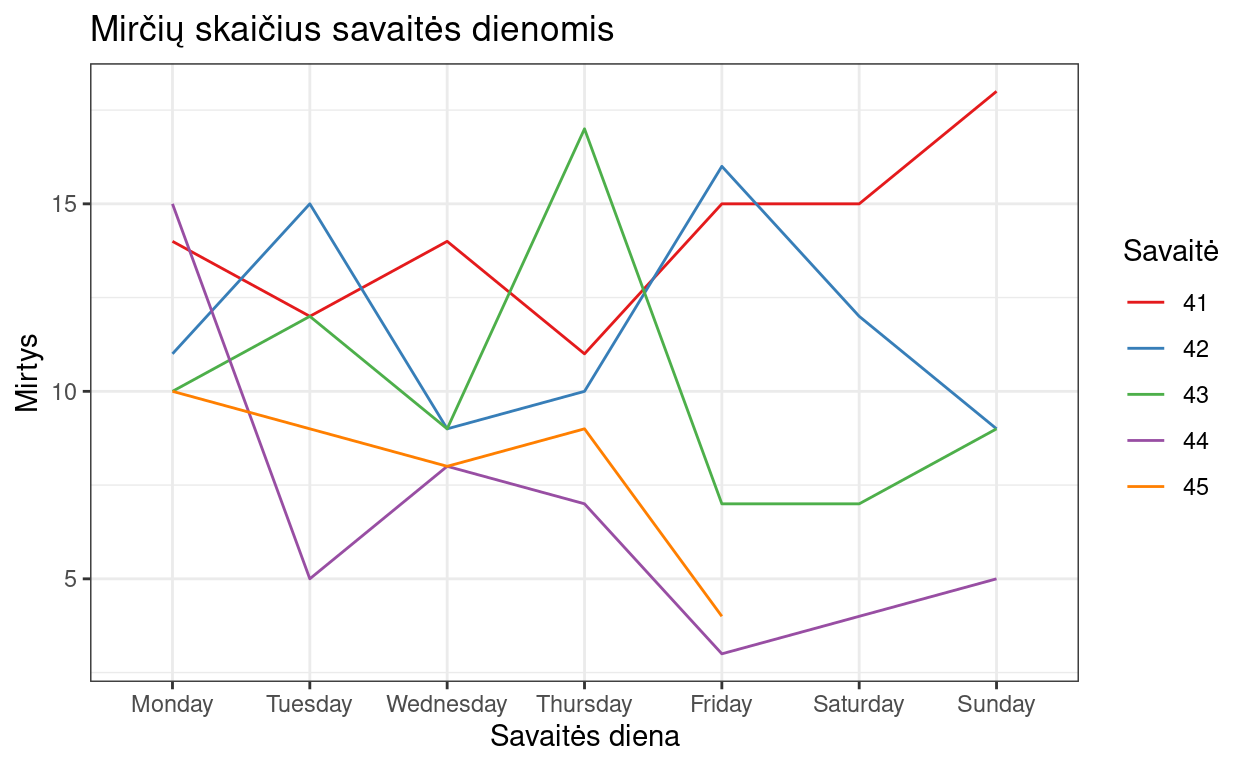 Mirčių skaičius savaitės dienomis
Mirtys
15
10
5
Monday Tuesday Wednesday Thursday Friday Saturday Sunday
Savaitės diena
Savaitė
41
42
43
44
45